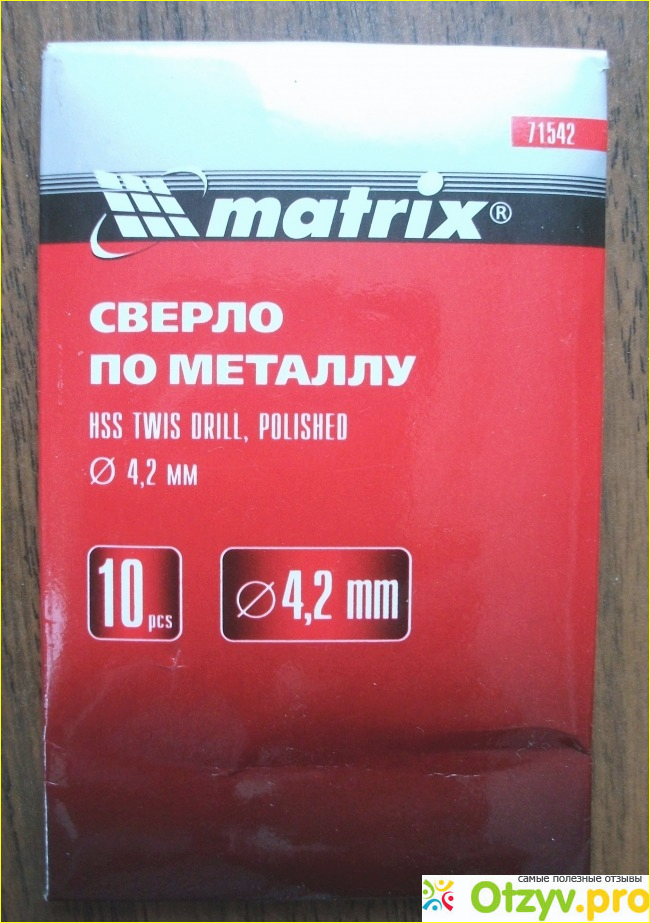 71542
matrix®
СВЕРЛО
ПО МЕТАЛЛУ
HSS TWIS DRILL, POLISHED
Ø 4,2 мм
10 pcs
Ø 4,2 mm
самые полезные отзывы
Otzyv.pro